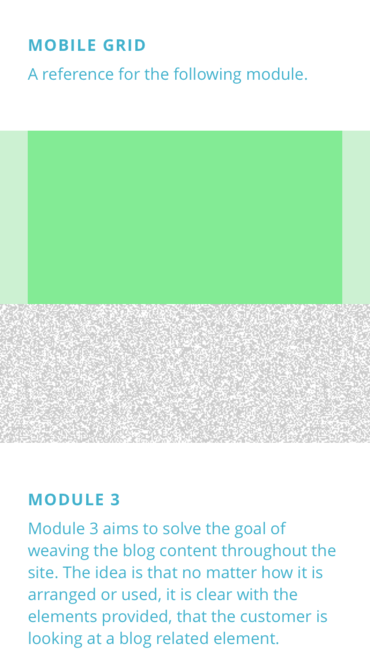 MOBILE GRID
A reference for the following module.
MODULE 3
Module 3 aims to solve the goal of
weaving the blog content throughout the
site. The idea is that no matter how it is
arranged or used, it is clear with the
elements provided, that the customer is
looking at a blog related element.